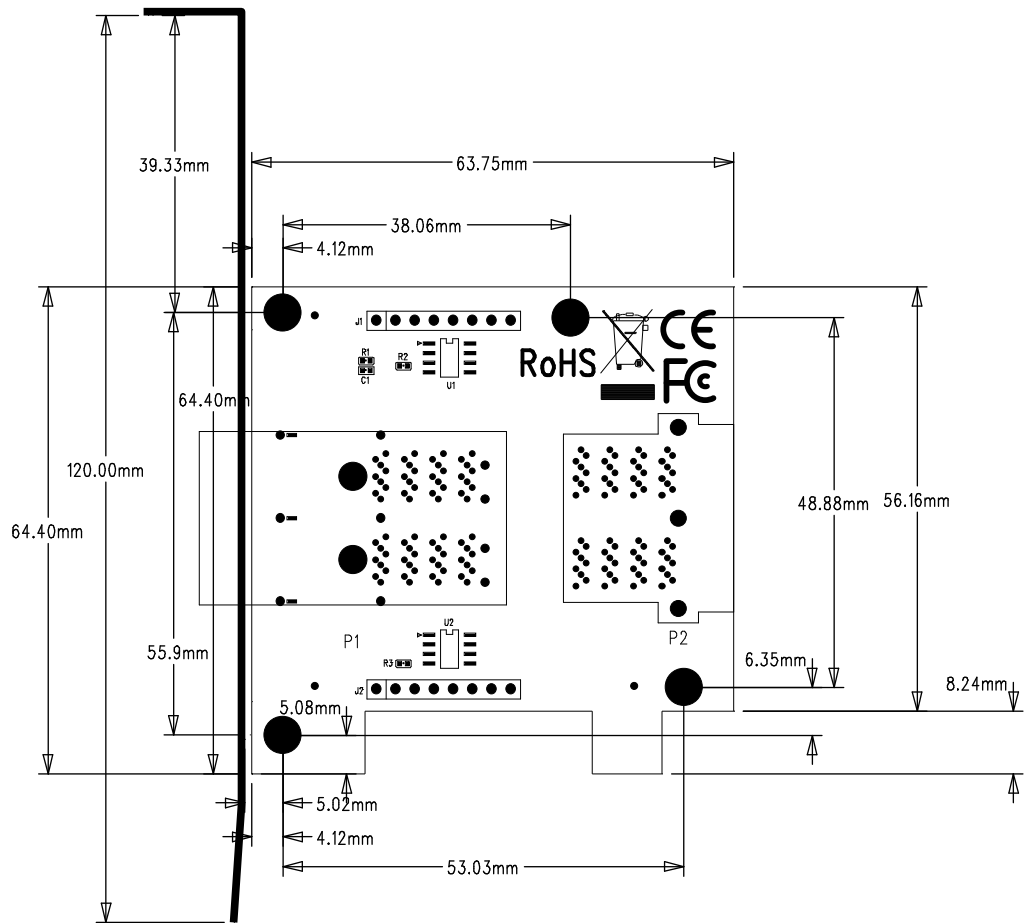 39.33mm
63.75mm
38.06mm
4.12mm
J1
R1
R2
C1
U1
RoHS
CE
FC
64.40mm
120.00mm
64.40mm
48.88mm
56.16mm
U2
P1
P2
R3
55.9mm
6.35mm
8.24mm
J2
5.08mm
5.02mm
4.12mm
53.03mm